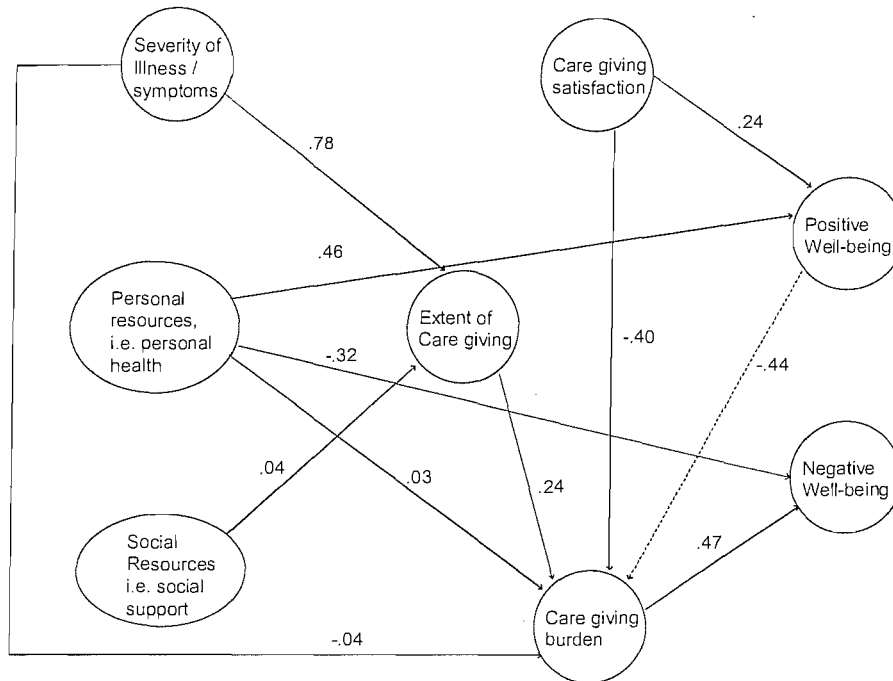 Severity of
Illness /
symptoms
Care giving
satisfaction
.24
.78
Positive
Well-being
.46
Personal
resources,
i.e. personal
health
Extent of
Care giving
-.40
-.32
-.44
.04
.03
.24
Negative
Well-being
.47
Social
Resources
i.e. social
support
Care giving
burden
-.04